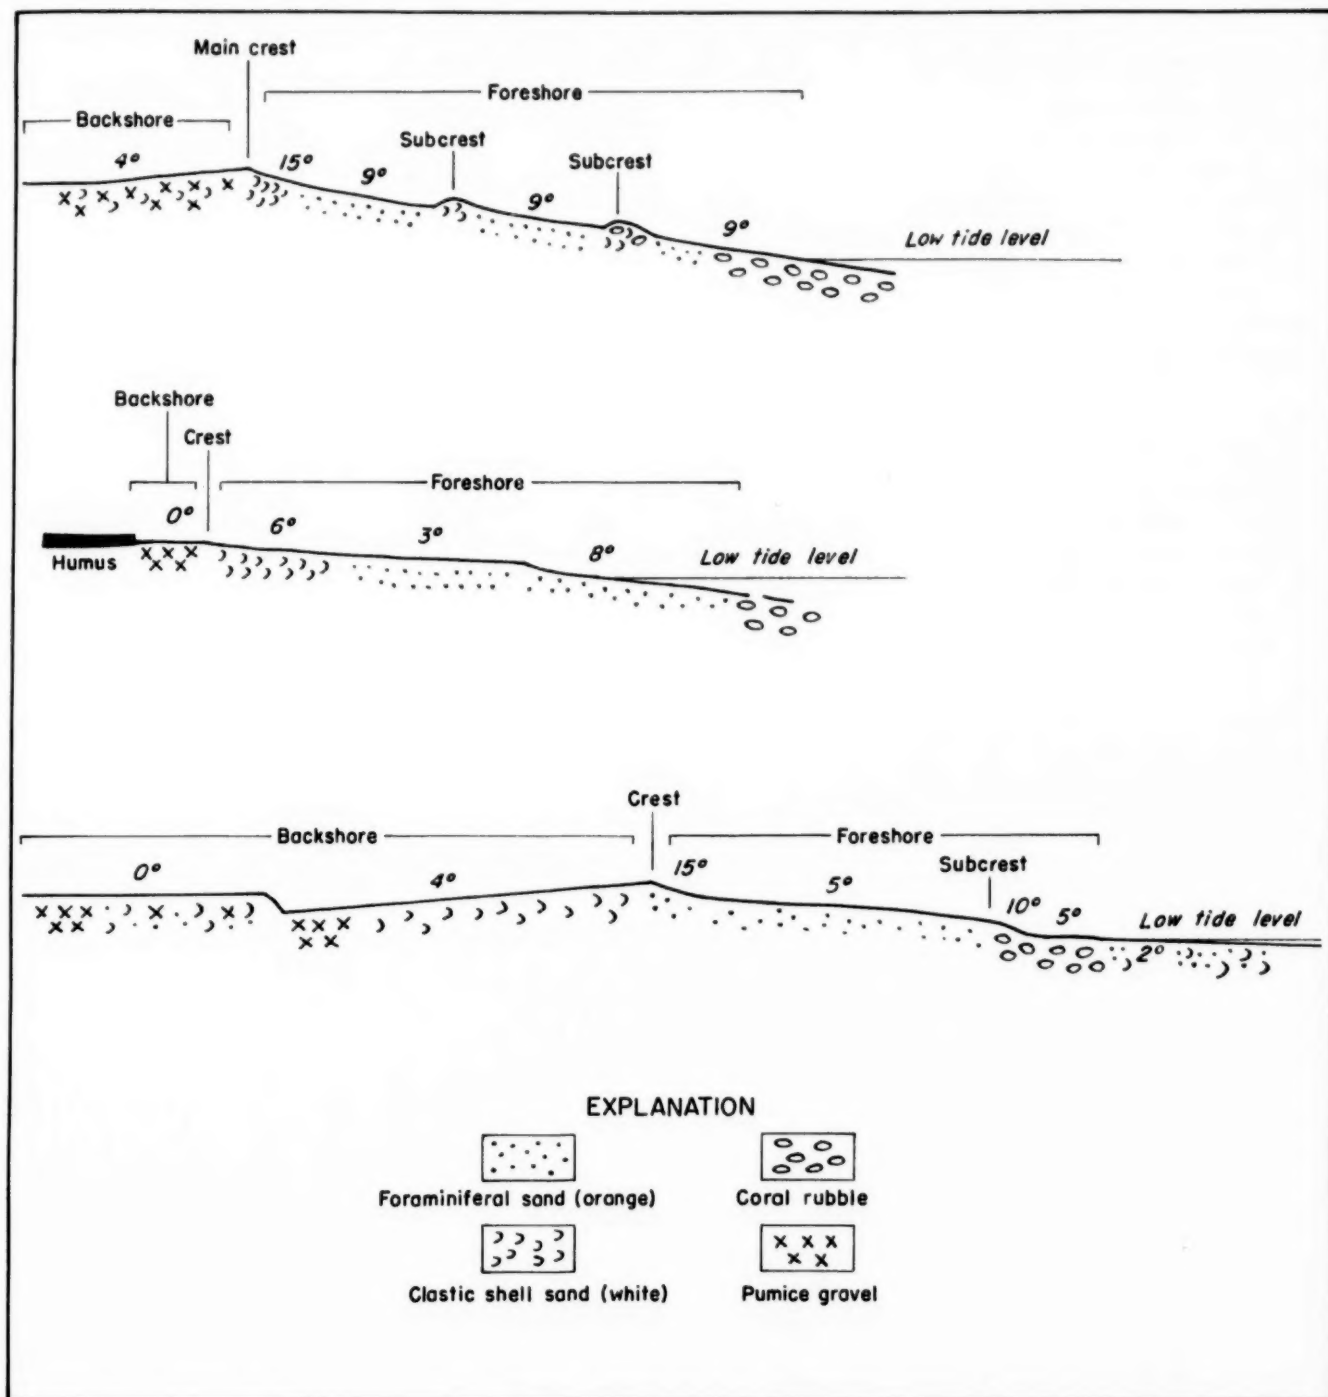 Main crest
Foreshore
Backshore
Subcrest
Subcrest
4°
15°
9°
9°
9°
Low tide level
Backshore
Crest
Foreshore
0°
6°
3°
8°
Low tide level
Humus
Crest
Backshore
Foreshore
0°
4°
15°
5°
Subcrest
10°
5°
Low tide level
2°
EXPLANATION
Foraminiferal sand (orange)
Coral rubble
Clastic shell sand (white)
Pumice gravel